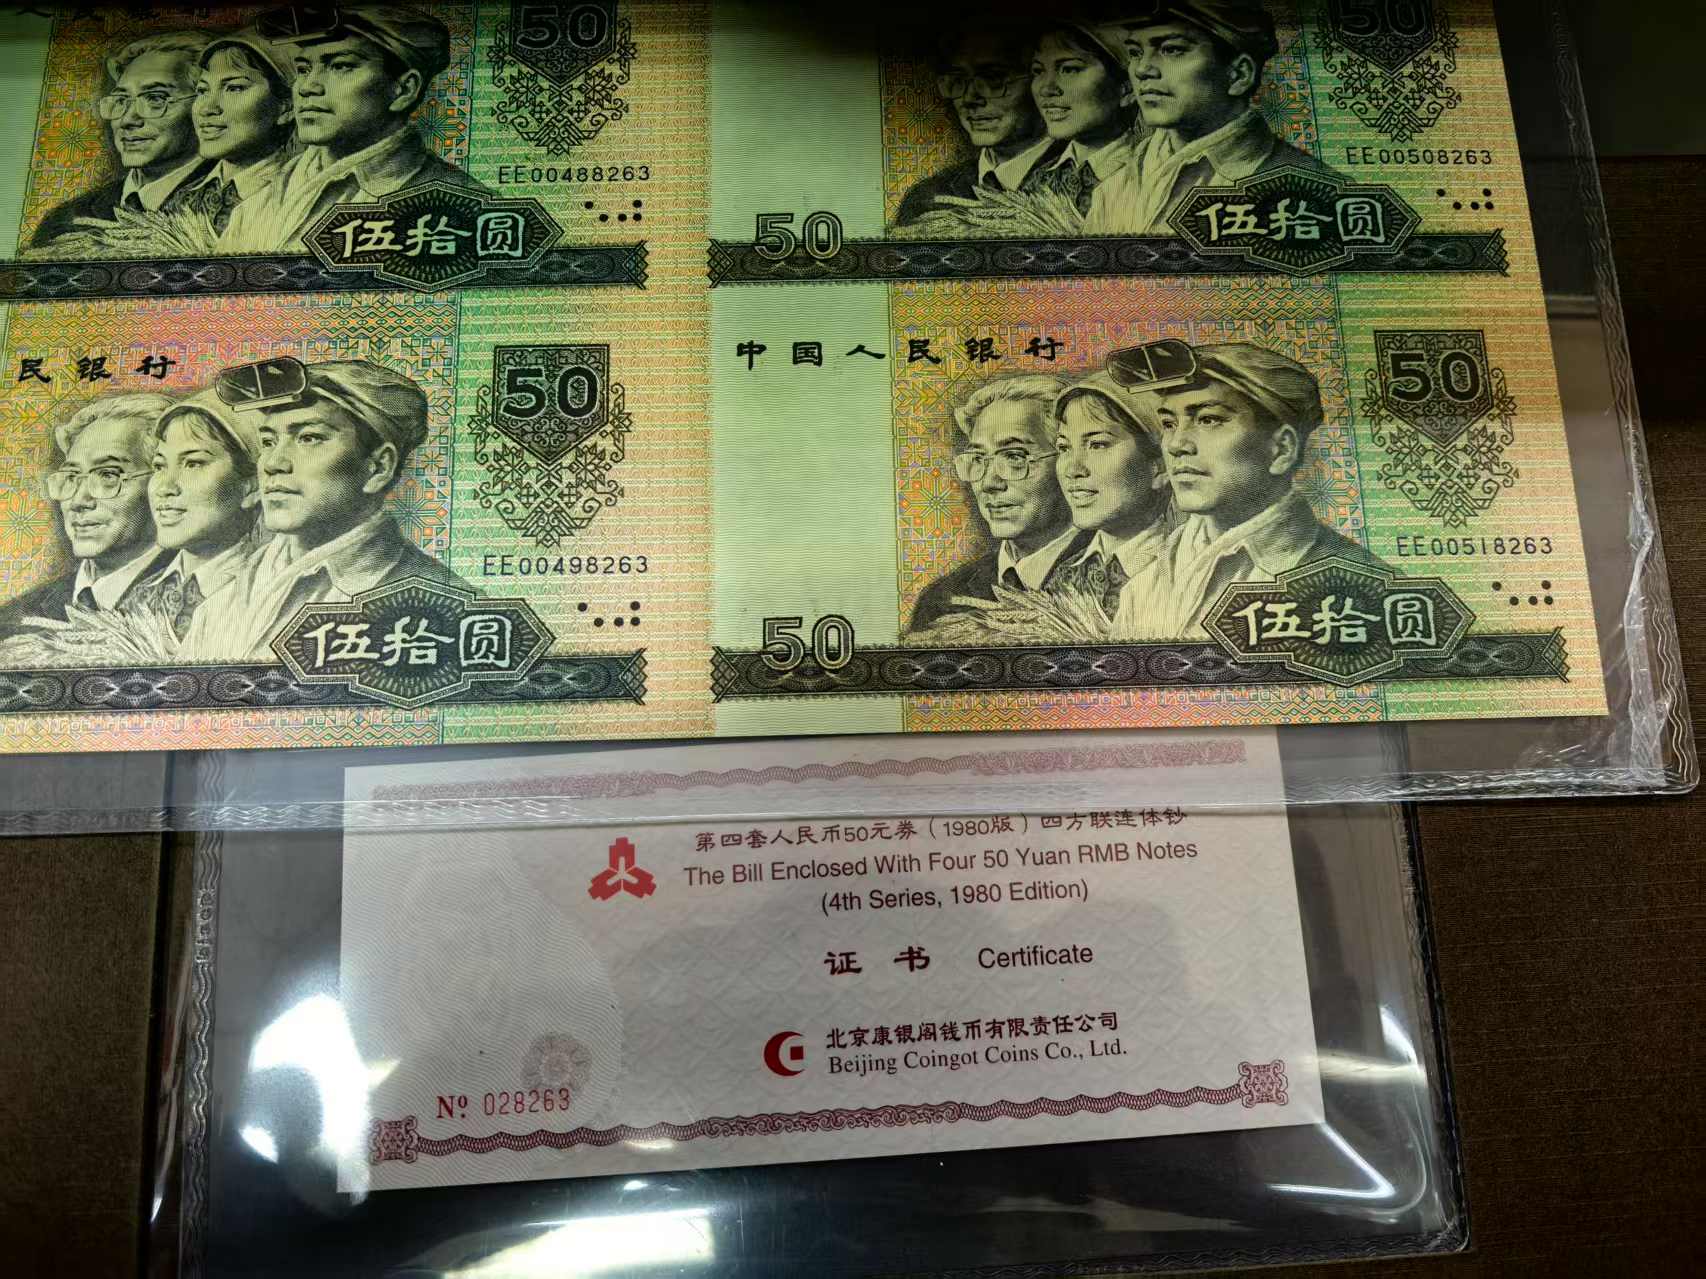 人民银行
50
50
EE00488263
EE00508263
伍拾圆
50
伍拾圆
民银行
中国人民银行
50
50
EE00498263
EE00518263
伍拾圆
50
伍拾圆
第四套人民币50元券（1980版）四方联连体钞
The Bill Enclosed With Four 50 Yuan RMB Notes
(4th Series, 1980 Edition)
证书 Certificate
北京康银阁钱币有限责任公司
Beijing Coingot Coins Co., Ltd.
Nº 028263